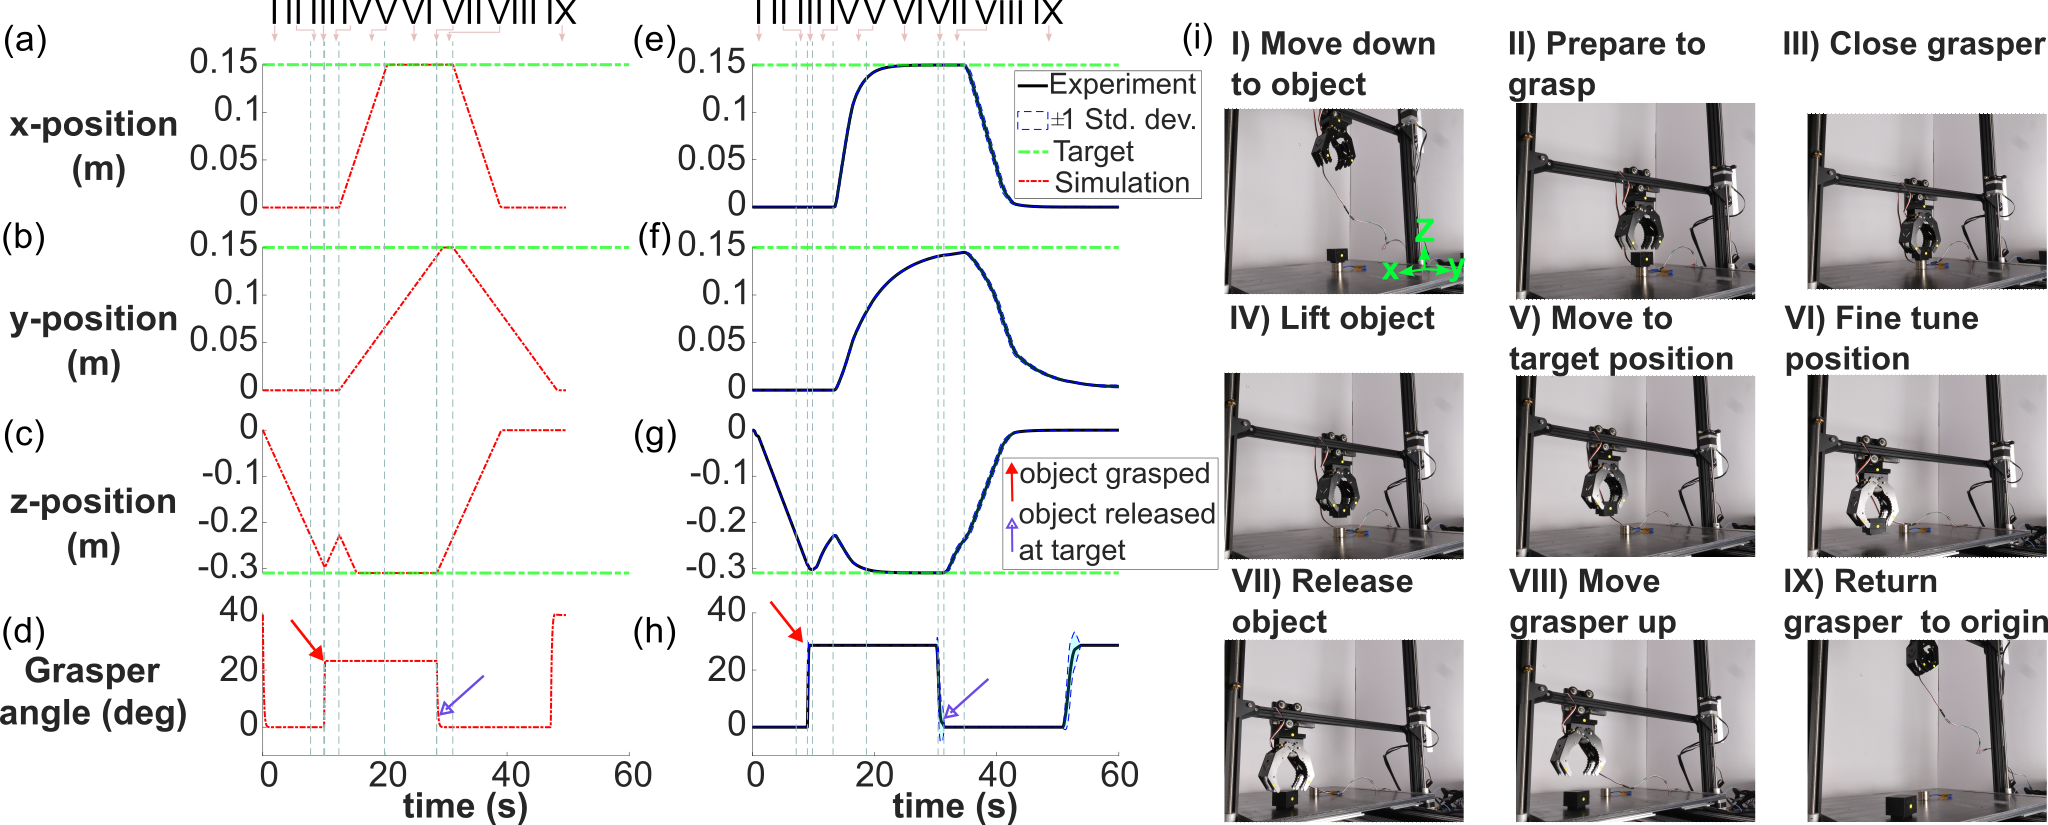 I II III IV V VI VII VIII IX
I II III IV V VI VII VIII IX
(a)
x-position
(m)
0.15
0.1
0.05
0
(b)
y-position
(m)
0.15
0.1
0.05
0
(c)
z-position
(m)
0
-0.1
-0.2
-0.3
(d)
Grasper
angle (deg)
40
20
0
0 20 40 60
time (s)
(e)
0.15
0.1
0.05
0
Experiment
±1 Std. dev.
Target
Simulation
(f)
0.15
0.1
0.05
0
(g)
0
-0.1
-0.2
-0.3
object grasped
object released
at target
(h)
40
20
0
0 20 40 60
time (s)
(i)
I) Move down
to object
z
x y
II) Prepare to
grasp
III) Close grasper
IV) Lift object
V) Move to
target position
VI) Fine tune
position
VII) Release
object
VIII) Move
grasper up
IX) Return
grasper to origin